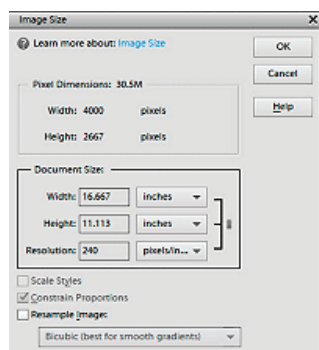 Image Size X
Learn more about: Image Size
OK
Cancel
Help
Pixel Dimensions: 30.5M
Width: 4000 pixels
Height: 2667 pixels
Document Size:
Width: 16.667 inches
Height: 11.113 inches
Resolution: 240 pixels/in...
Scale Styles
Constrain Proportions
Resample Image:
Bicubic (best for smooth gradients)